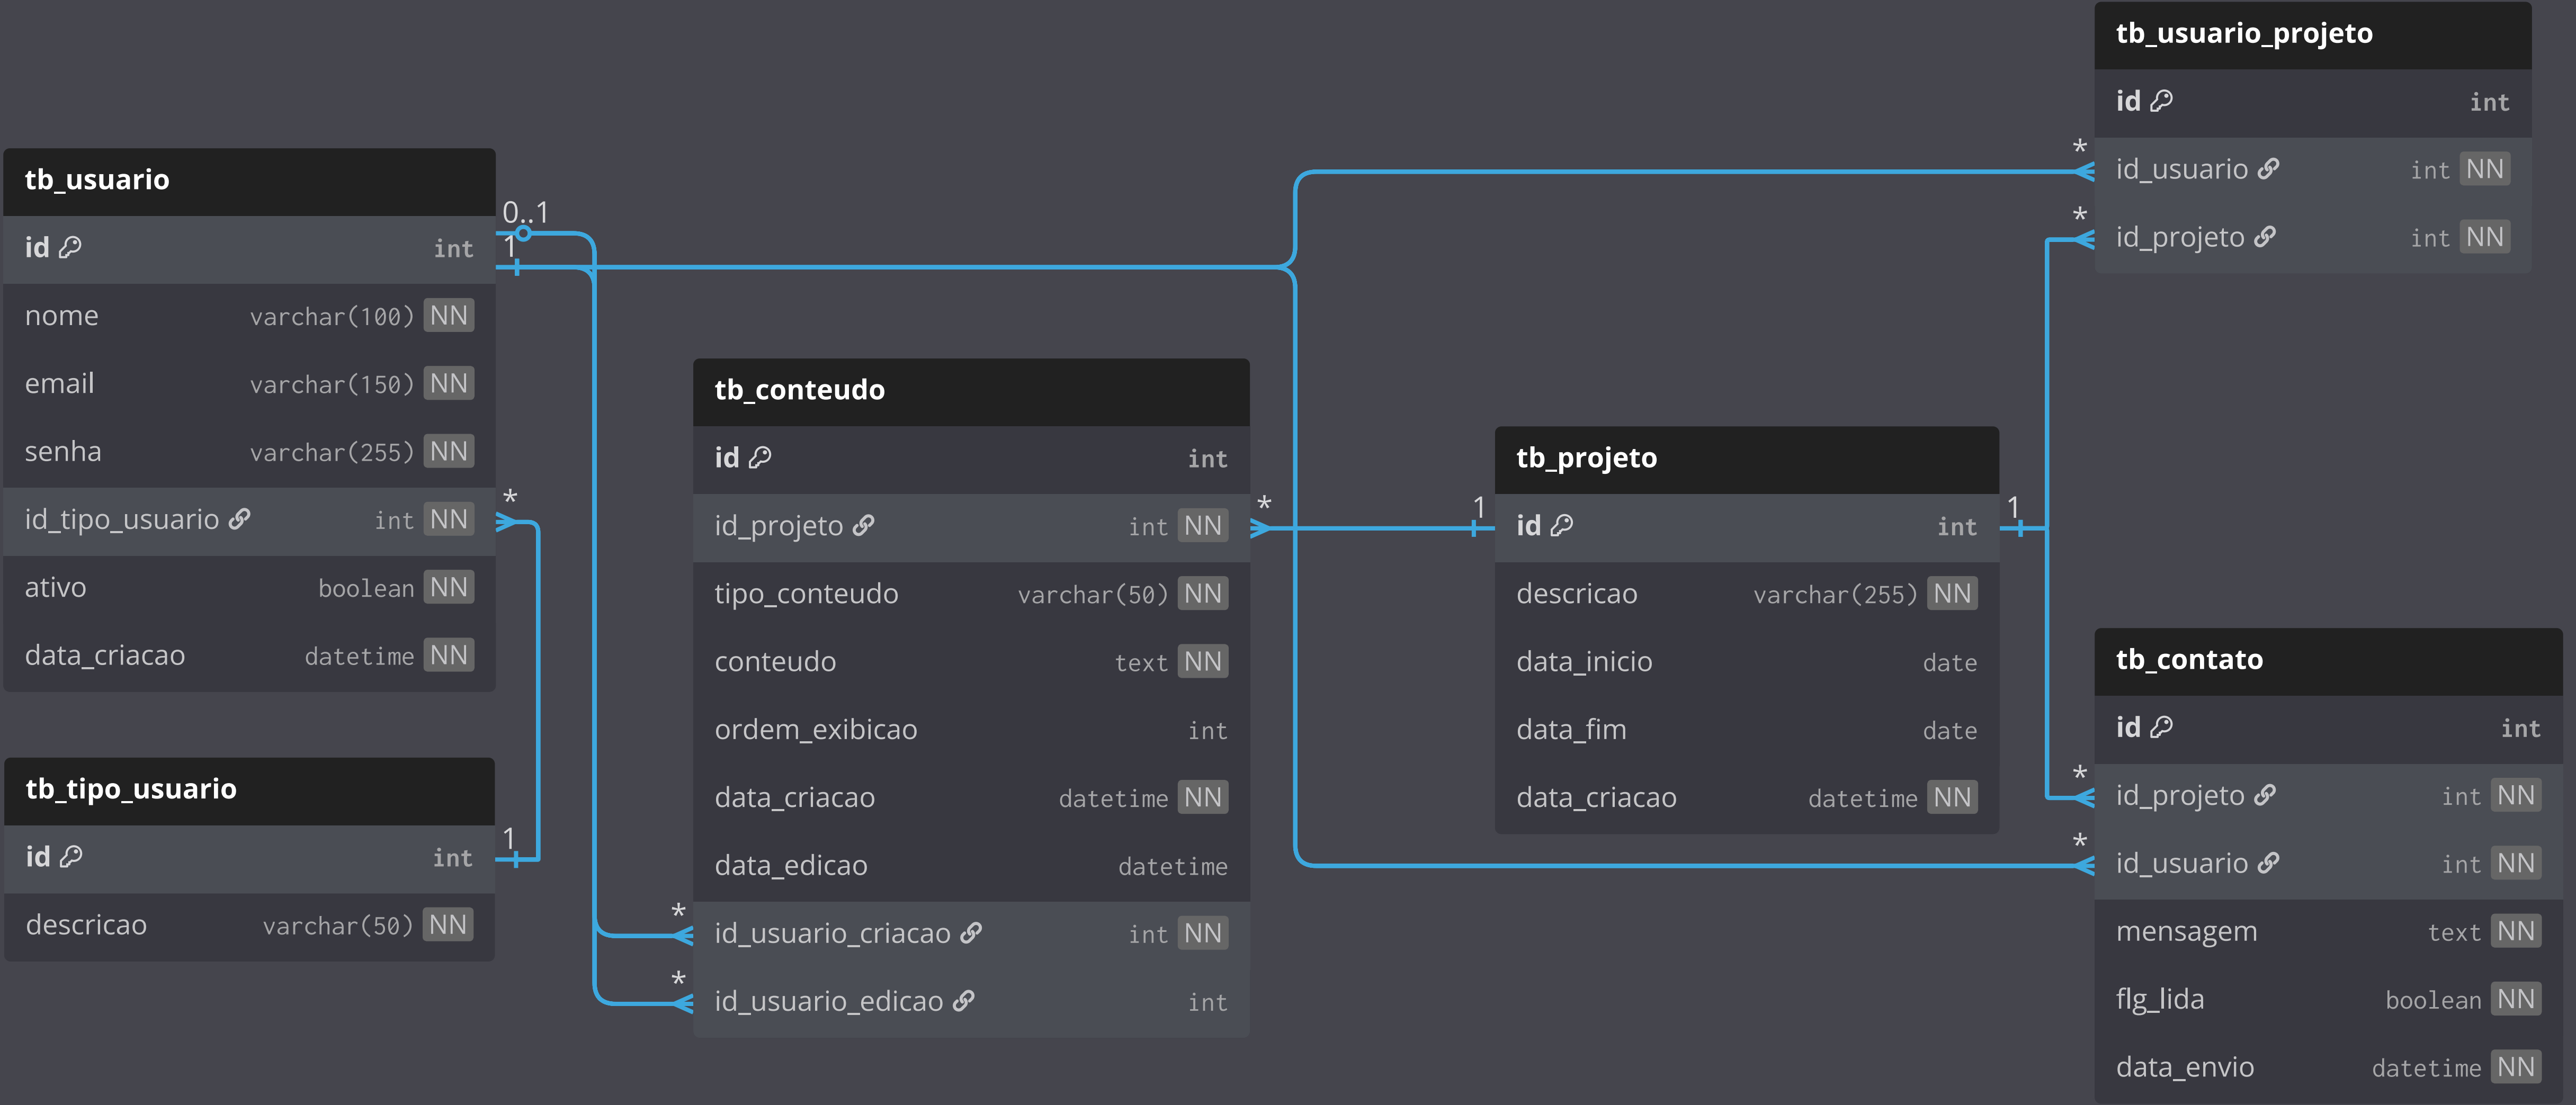 tb_usuario
id int
nome varchar(100) NN
email varchar(150) NN
senha varchar(255) NN
id_tipo_usuario int NN
ativo boolean NN
data_criacao datetime NN
0..1
1
*
tb_tipo_usuario
id int
descricao varchar(50) NN
1
tb_conteudo
id int
id_projeto int NN
tipo_conteudo varchar(50) NN
conteudo text NN
ordem_exibicao int
data_criacao datetime NN
data_edicao datetime
id_usuario_criacao int NN
id_usuario_edicao int
*
*
*
tb_projeto
id int
descricao varchar(255) NN
data_inicio date
data_fim date
data_criacao datetime NN
1
1
tb_usuario_projeto
id int
id_usuario int NN
id_projeto int NN
*
*
tb_contato
id int
id_projeto int NN
id_usuario int NN
mensagem text NN
flg_lida boolean NN
data_envio datetime NN
*
*